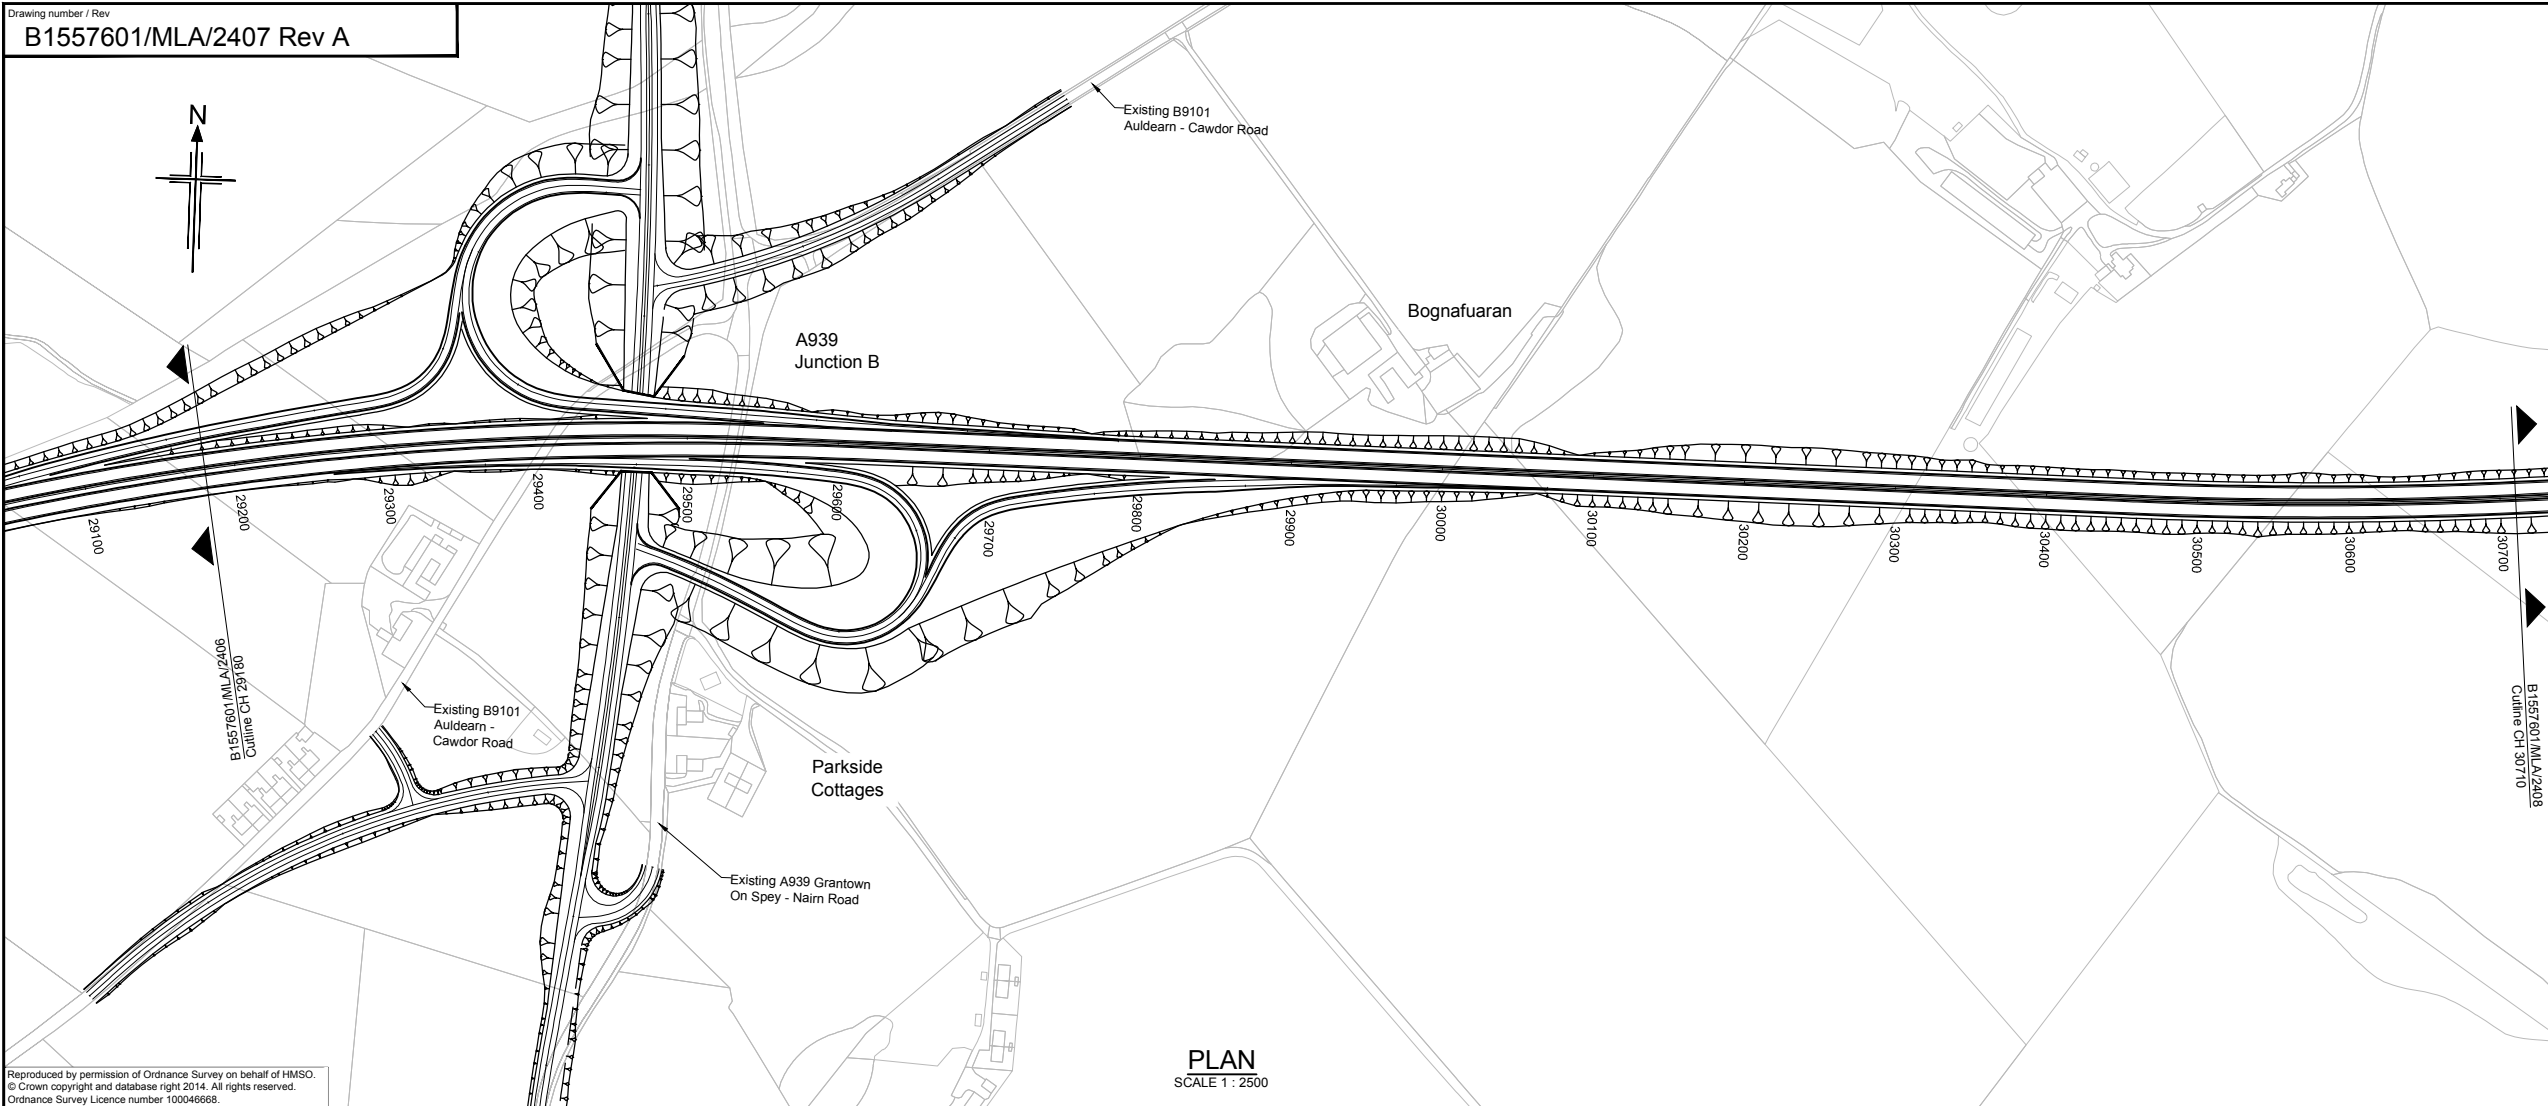 Drawing number / Rev
B1557601/MLA/2407 Rev A
N
Existing B9101
Auldearn - Cawdor Road
Bognafuaran
A939
Junction B
29100
29200
29300
29400
29500
29600
29700
29800
29900
30000
30100
30200
30300
30400
30500
30600
30700
B1557601/MLA/2406
Cutline CH 29180
B1557601/MLA/2408
Cutline CH 30710
Existing B9101
Auldearn -
Cawdor Road
Parkside
Cottages
Existing A939 Grantown
On Spey - Nairn Road
PLAN
SCALE 1 : 2500
Reproduced by permission of Ordnance Survey on behalf of HMSO.
© Crown copyright and database right 2014. All rights reserved.
Ordnance Survey Licence number 100046668.